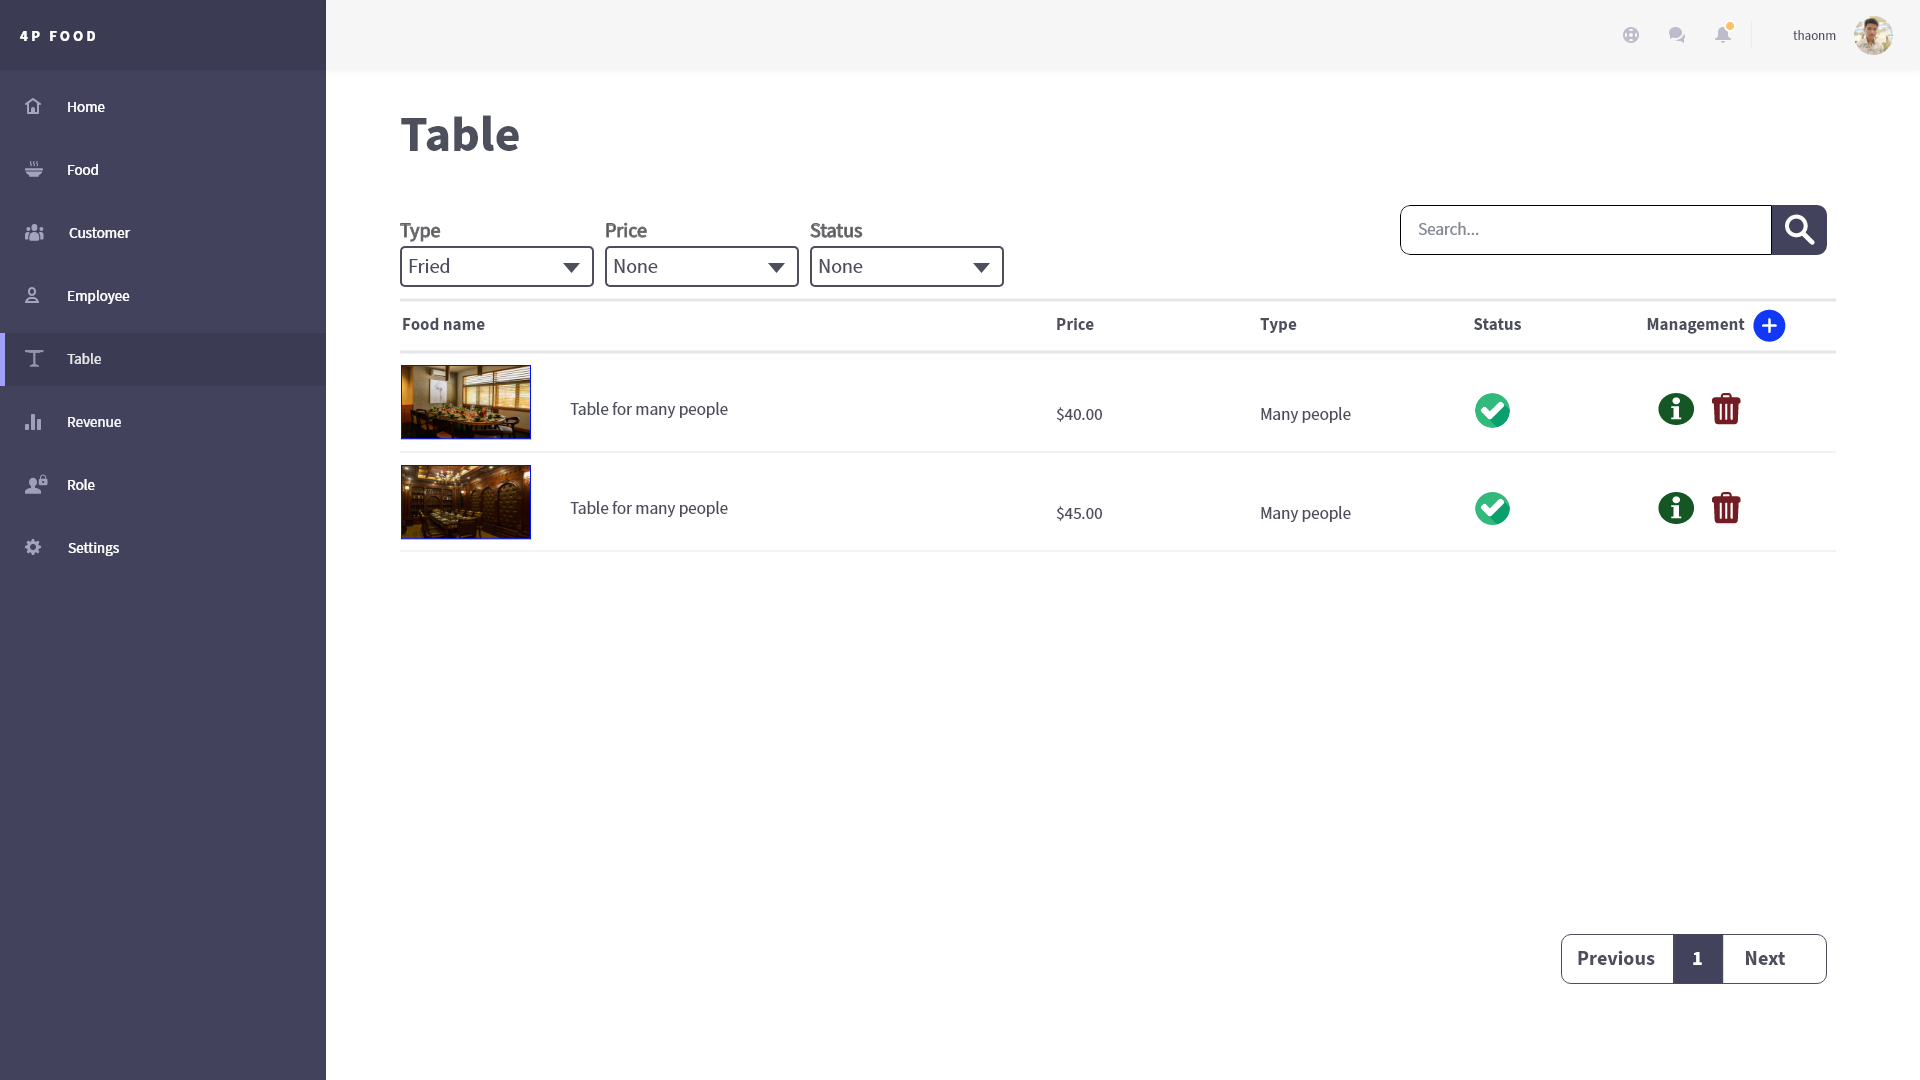 4P FOOD
thaonm
Home
Food
Customer
Employee
Table
Revenue
Role
Settings
Table
Type Price Status
Fried None None
Search...
Food name Price Type Status Management
Table for many people $40.00 Many people
Table for many people $45.00 Many people
Previous 1 Next